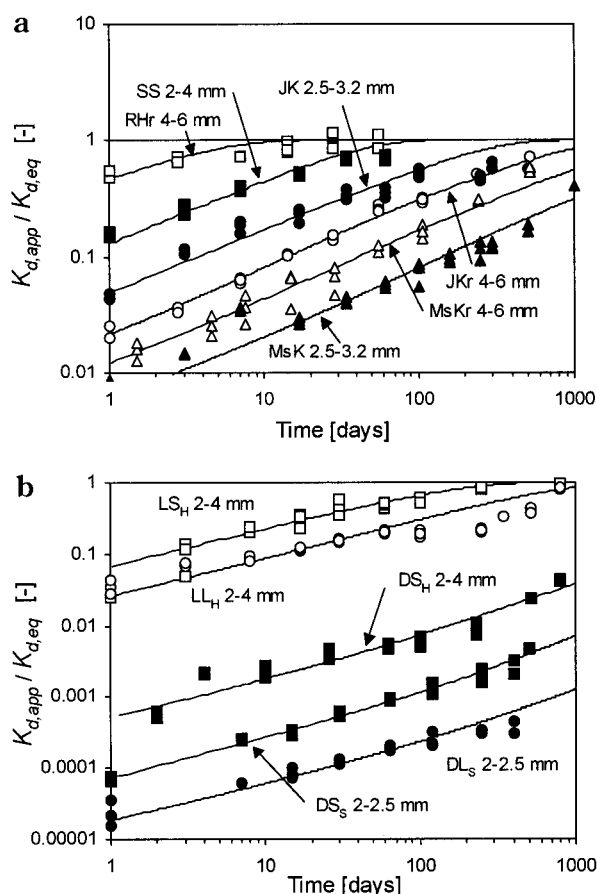 a
10
SS 2-4 mm
JK 2.5-3.2 mm
RHr 4-6 mm
1
0.1
0.01
K_d,app / K_d,eq [-]
JKr 4-6 mm
MsKr 4-6 mm
MsK 2.5-3.2 mm
1 10 100 1000
Time [days]
b
1
0.1
0.01
0.001
0.0001
0.00001
K_d,app / K_d,eq [-]
LS_H 2-4 mm
LL_H 2-4 mm
DS_H 2-4 mm
DL_S 2-2.5 mm
DS_S 2-2.5 mm
1 10 100 1000
Time [days]